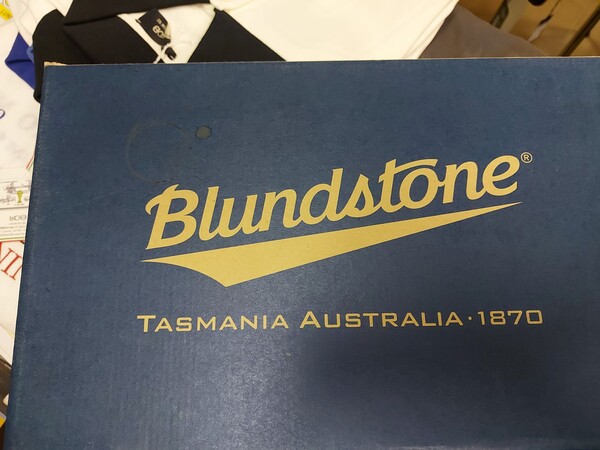 Blundstone®
TASMANIA AUSTRALIA · 1870